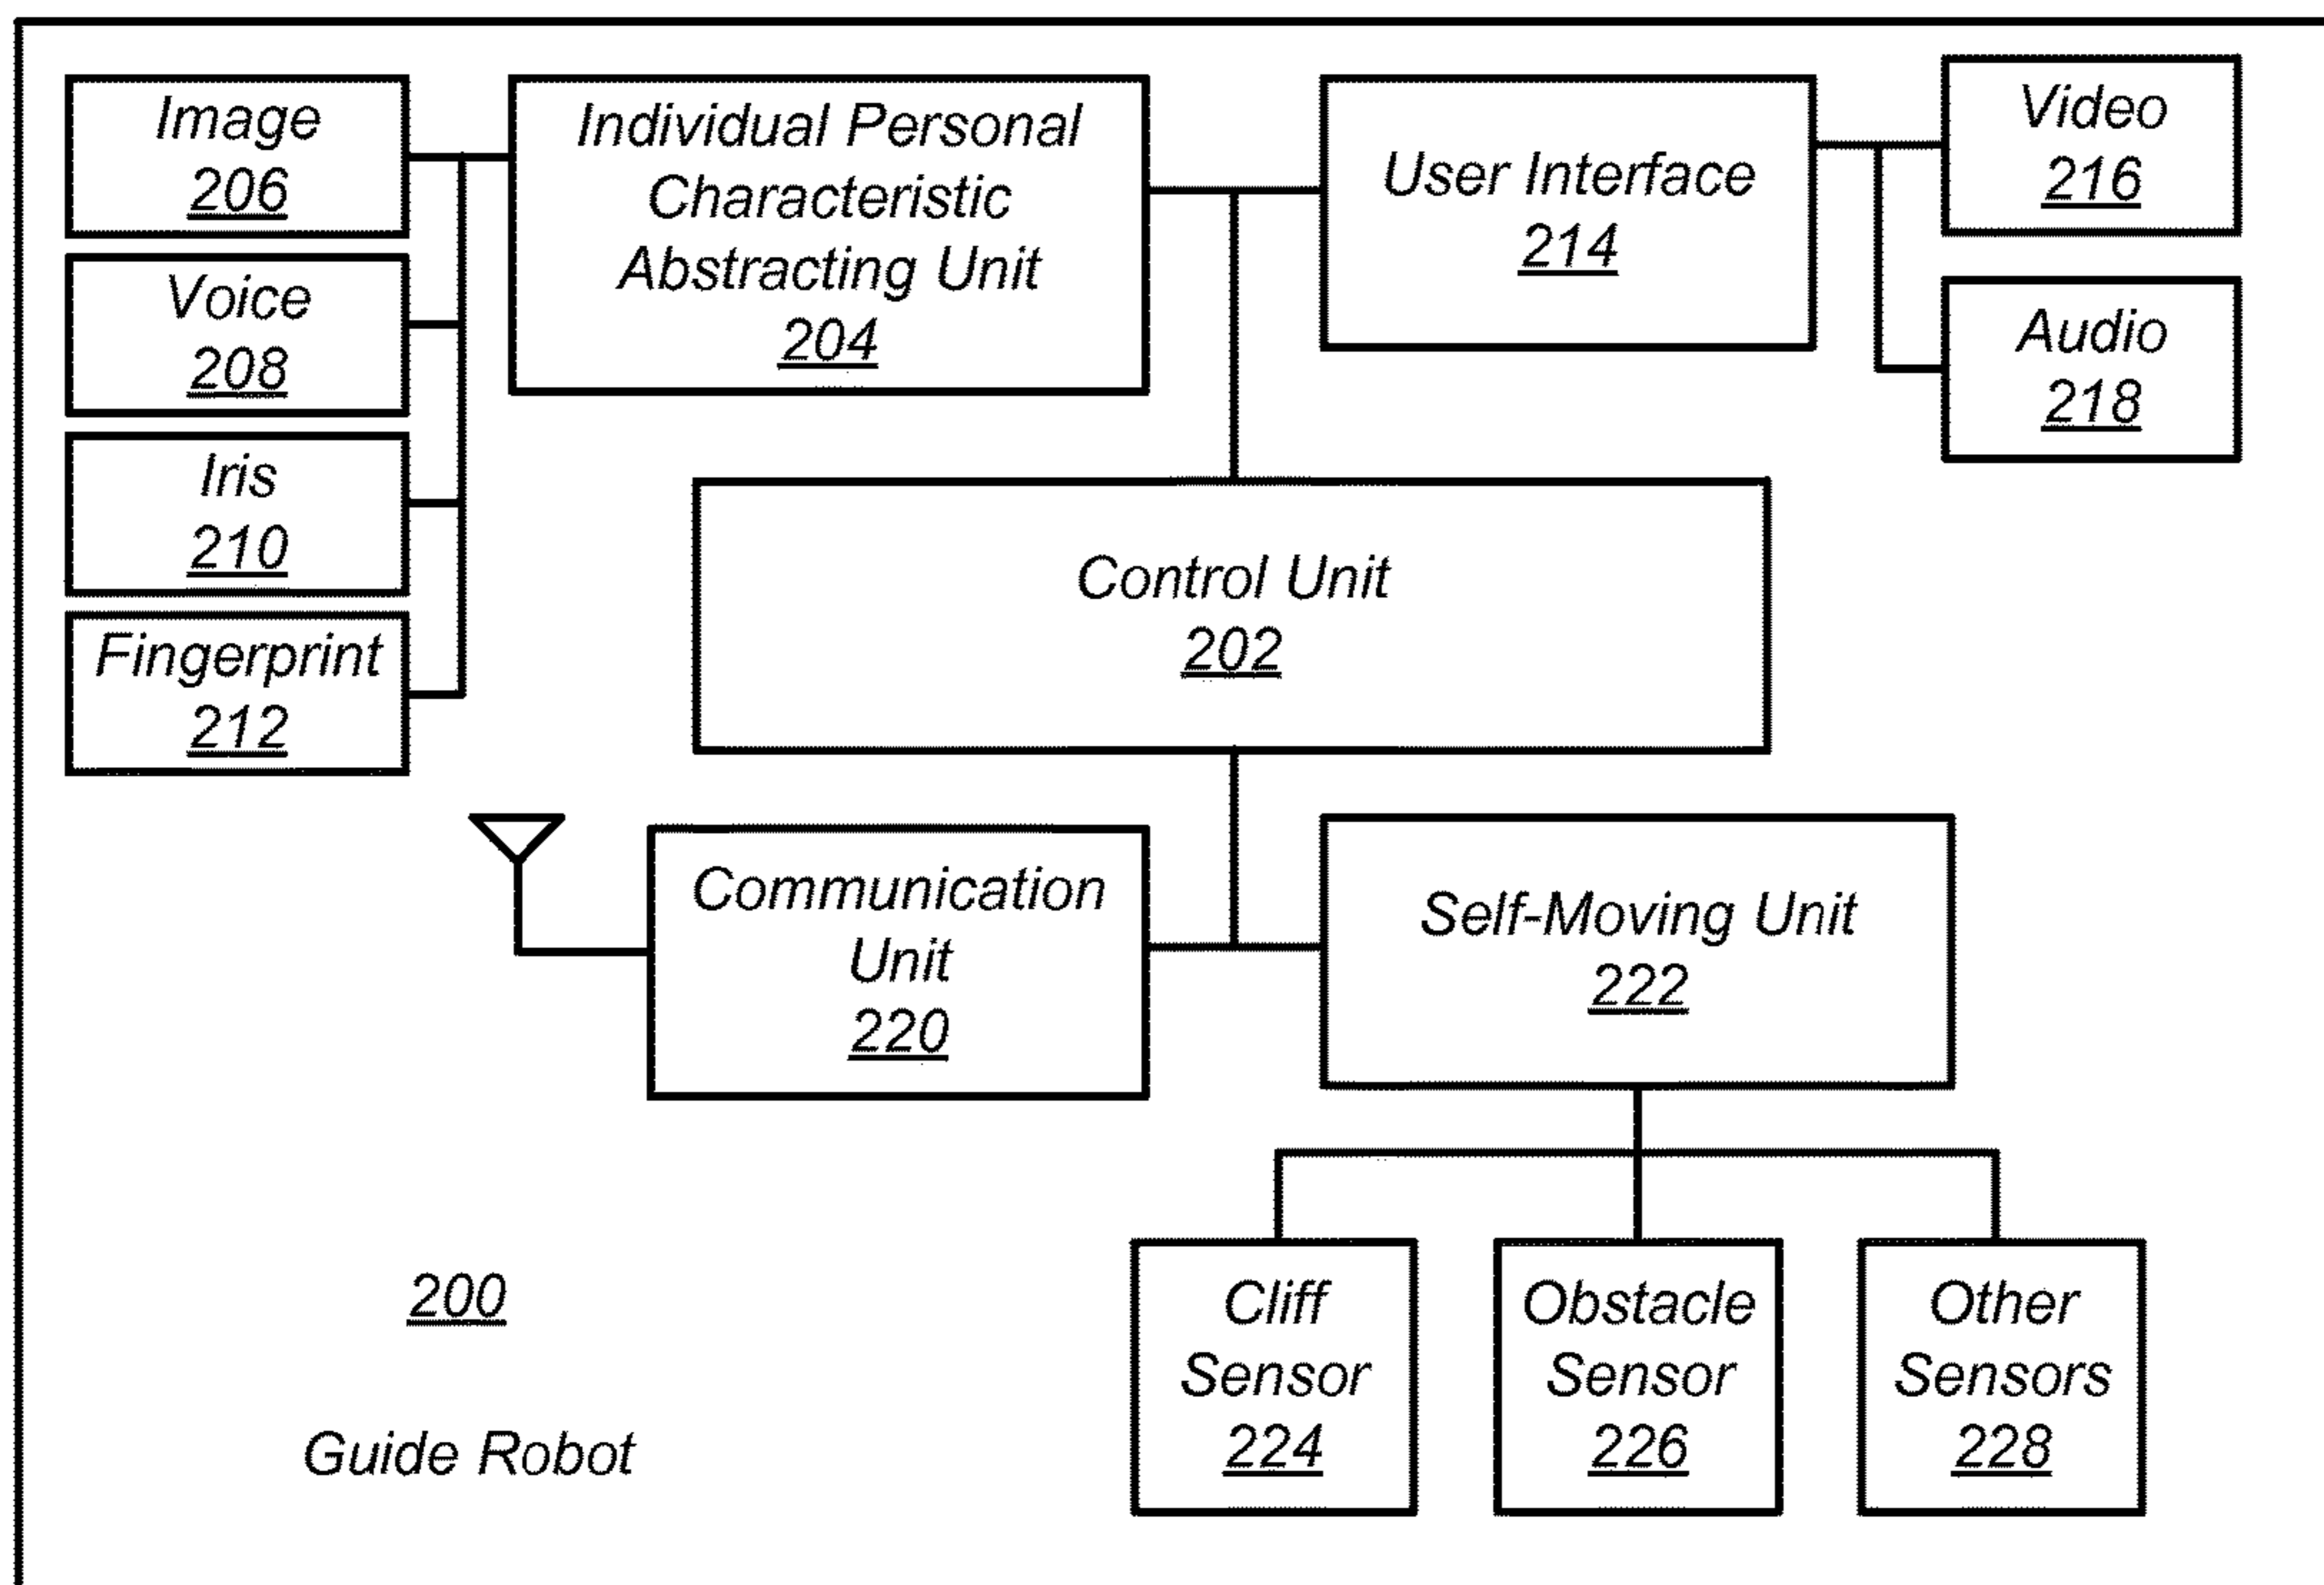 Image
206
Individual Personal
Characteristic
Abstracting Unit
204
User Interface
214
Video
216
Voice
208
Audio
218
Iris
210
Control Unit
202
Fingerprint
212
Communication
Unit
220
Self-Moving Unit
222
200
Guide Robot
Cliff
Sensor
224
Obstacle
Sensor
226
Other
Sensors
228